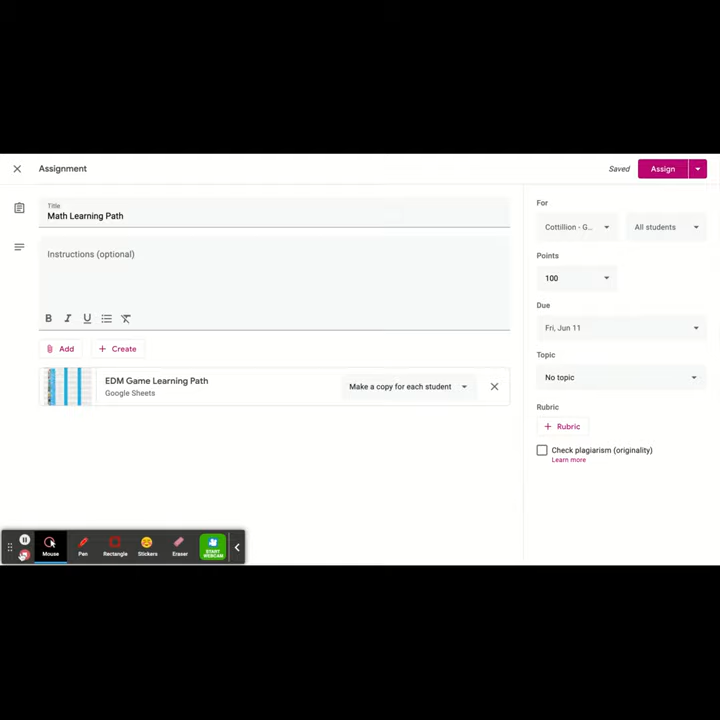 Assignment
Saved
Assign
Title
Math Learning Path
Instructions (optional)
B I U
Add
Create
EDM Game Learning Path
Google Sheets
Make a copy for each student
For
Cottillion - G...
All students
Points
100
Due
Fri, Jun 11
Topic
No topic
Rubric
Rubric
Check plagiarism (originality)
Learn more
Mouse
Pen
Rectangle
Stickers
Eraser
START
WEBCAM